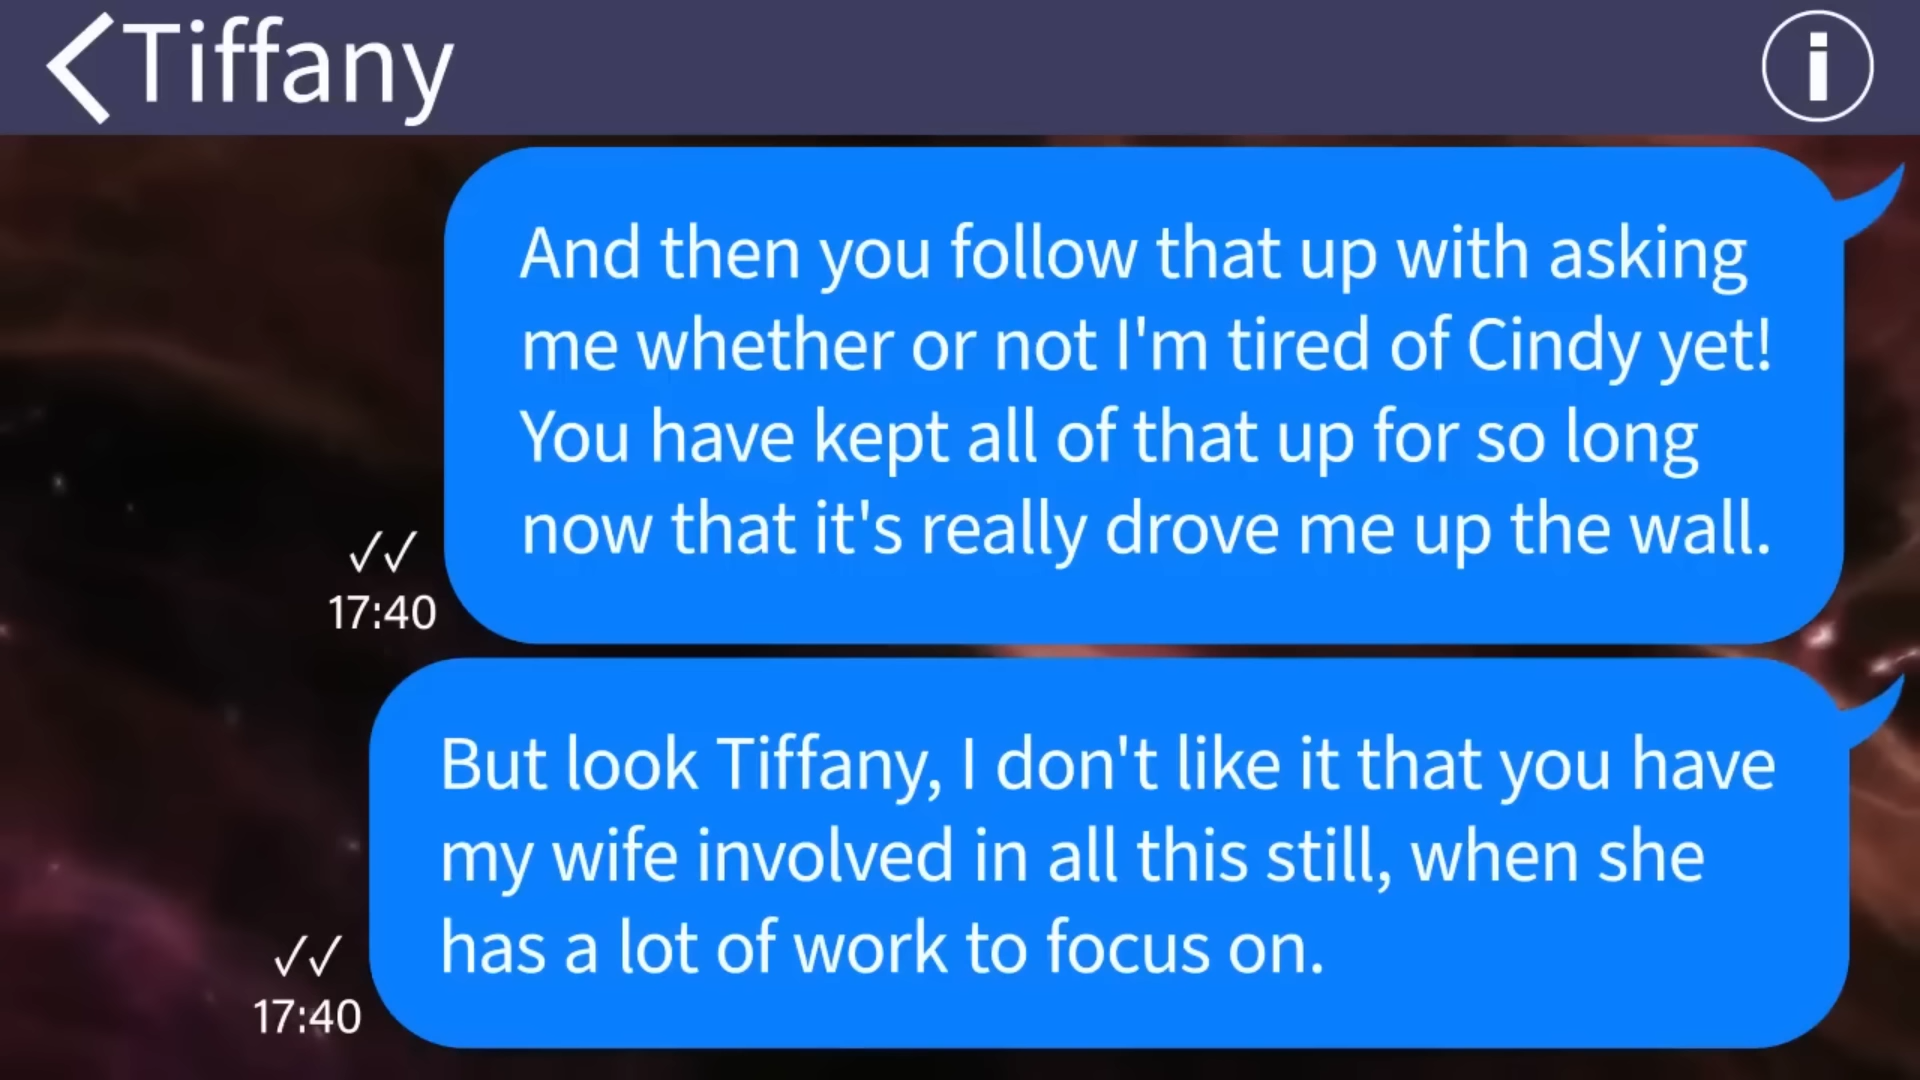 Tiffany
And then you follow that up with asking
me whether or not I'm tired of Cindy yet!
You have kept all of that up for so long
now that it's really drove me up the wall.
17:40
But look Tiffany, I don't like it that you have
my wife involved in all this still, when she
has a lot of work to focus on.
17:40